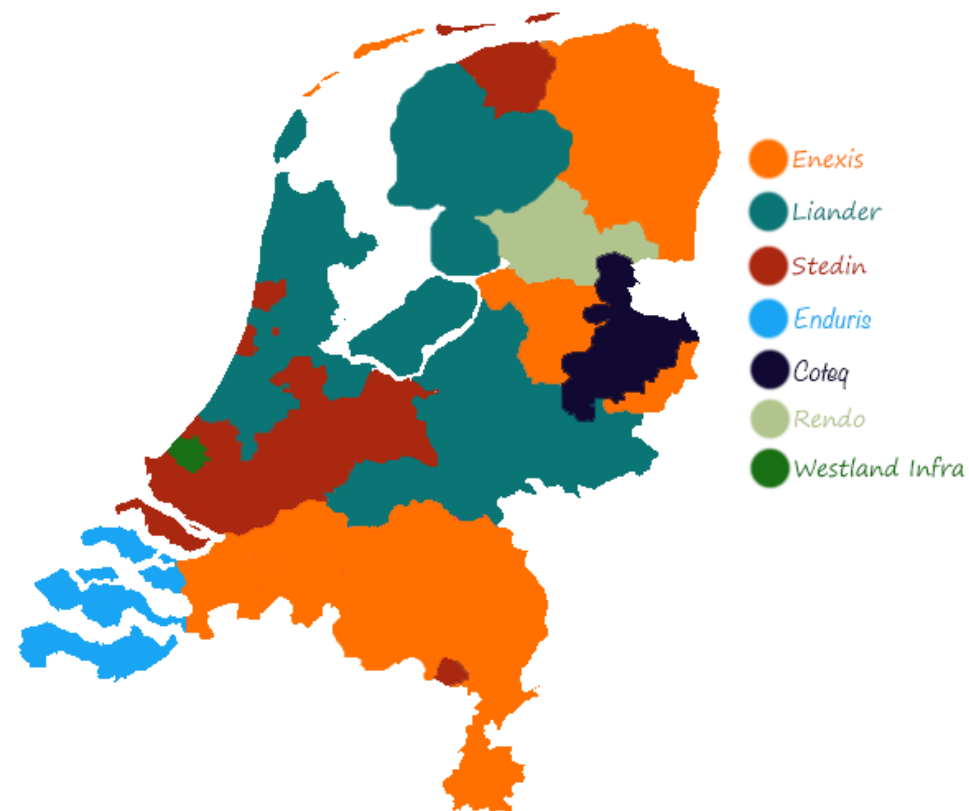 Enexis
Liander
Stedin
Enduris
Coteq
Rendo
Westland Infra